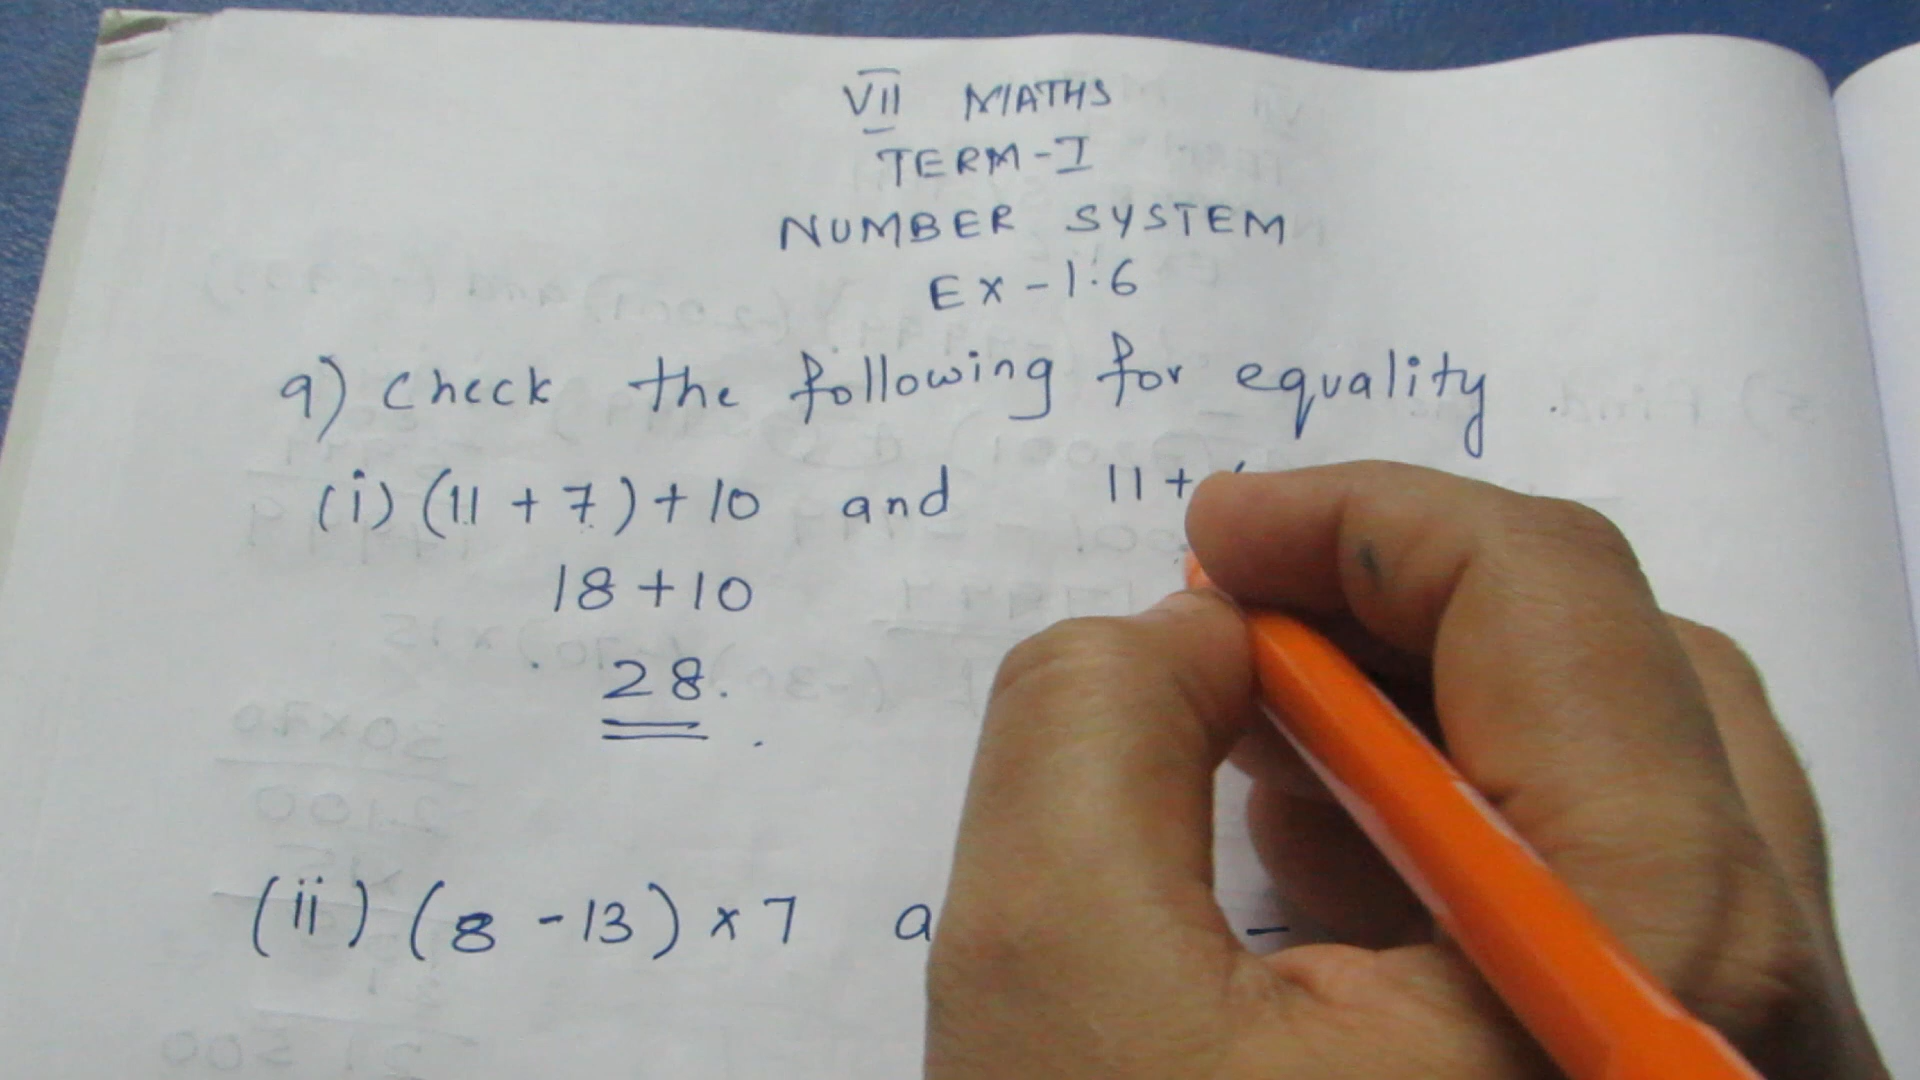 VII MATHS
TERM-I
NUMBER SYSTEM
Ex-1.6
9) check the following for equality
(i) (11 + 7) + 10 and 11 + (
18 + 10
28.
(ii) (8 - 13) × 7 a -